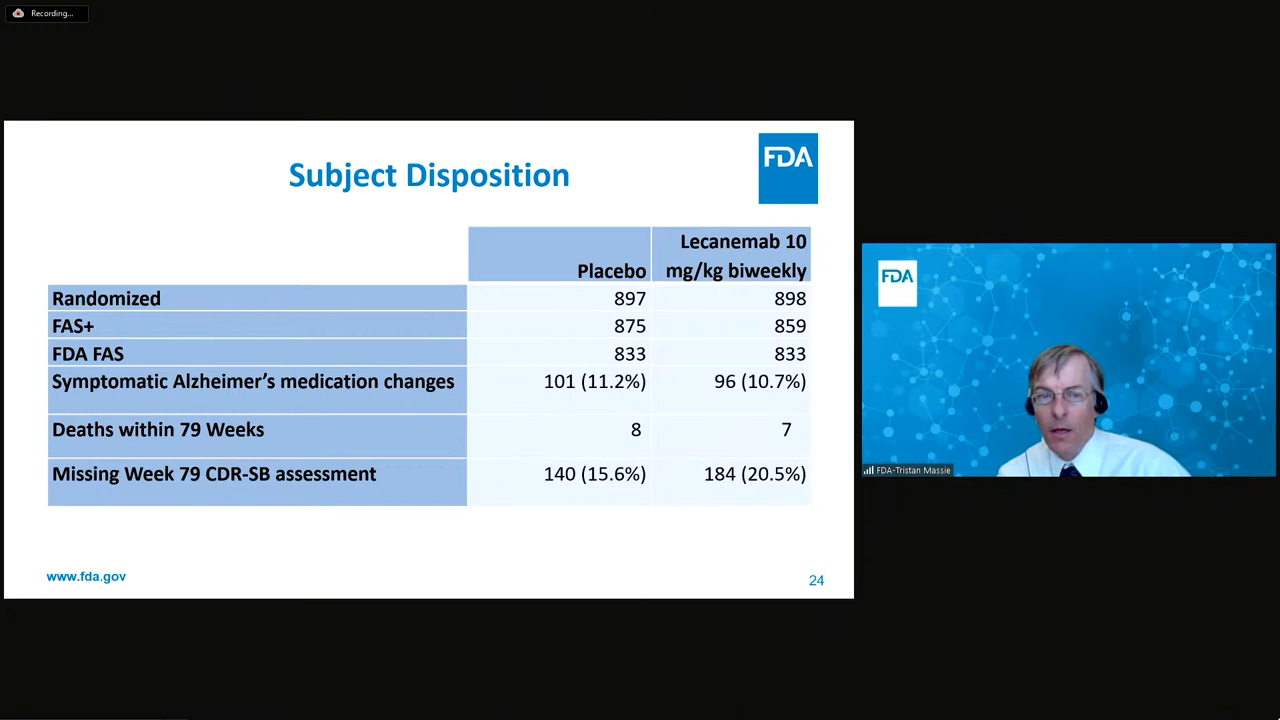 Recording...
Subject Disposition
FDA
Placebo
Lecanemab 10
mg/kg biweekly
Randomized 897 898
FAS+ 875 859
FDA FAS 833 833
Symptomatic Alzheimer’s medication changes 101 (11.2%) 96 (10.7%)
Deaths within 79 Weeks 8 7
Missing Week 79 CDR-SB assessment 140 (15.6%) 184 (20.5%)
www.fda.gov
24
FDA
FDA-Tristan Massie